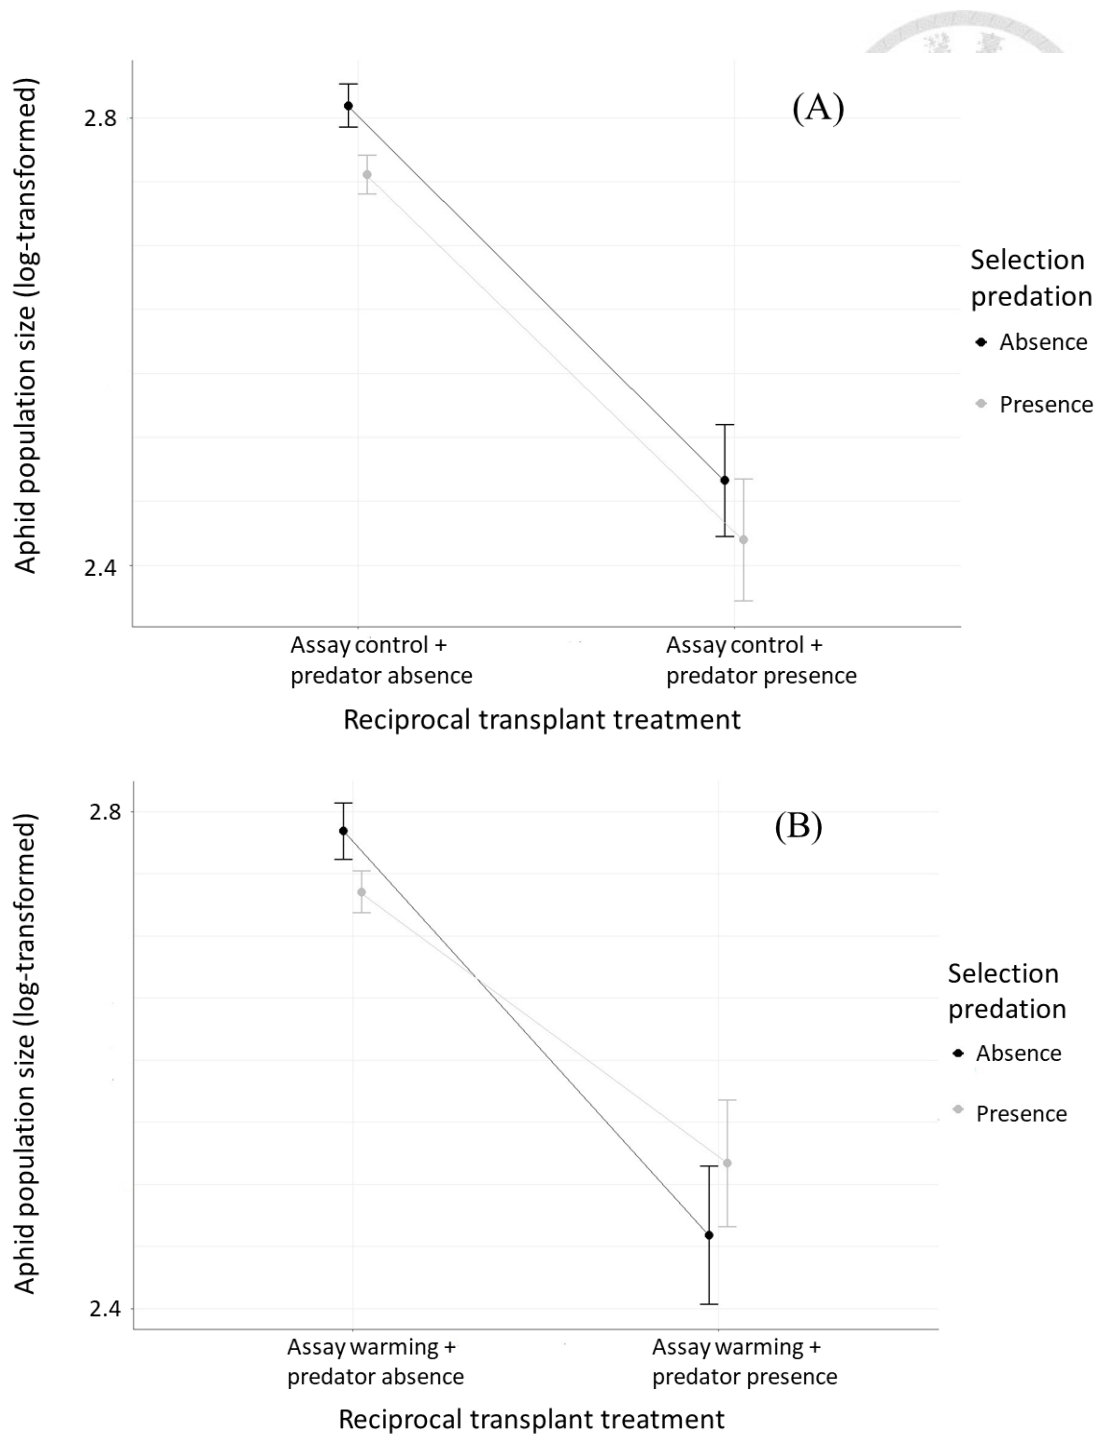 (A)
Aphid population size (log-transformed)
2.8
2.4
Selection
predation
Absence
Presence
Assay control +
predator absence
Assay control +
predator presence
Reciprocal transplant treatment
(B)
Aphid population size (log-transformed)
2.8
2.4
Selection
predation
Absence
Presence
Assay warming +
predator absence
Assay warming +
predator presence
Reciprocal transplant treatment